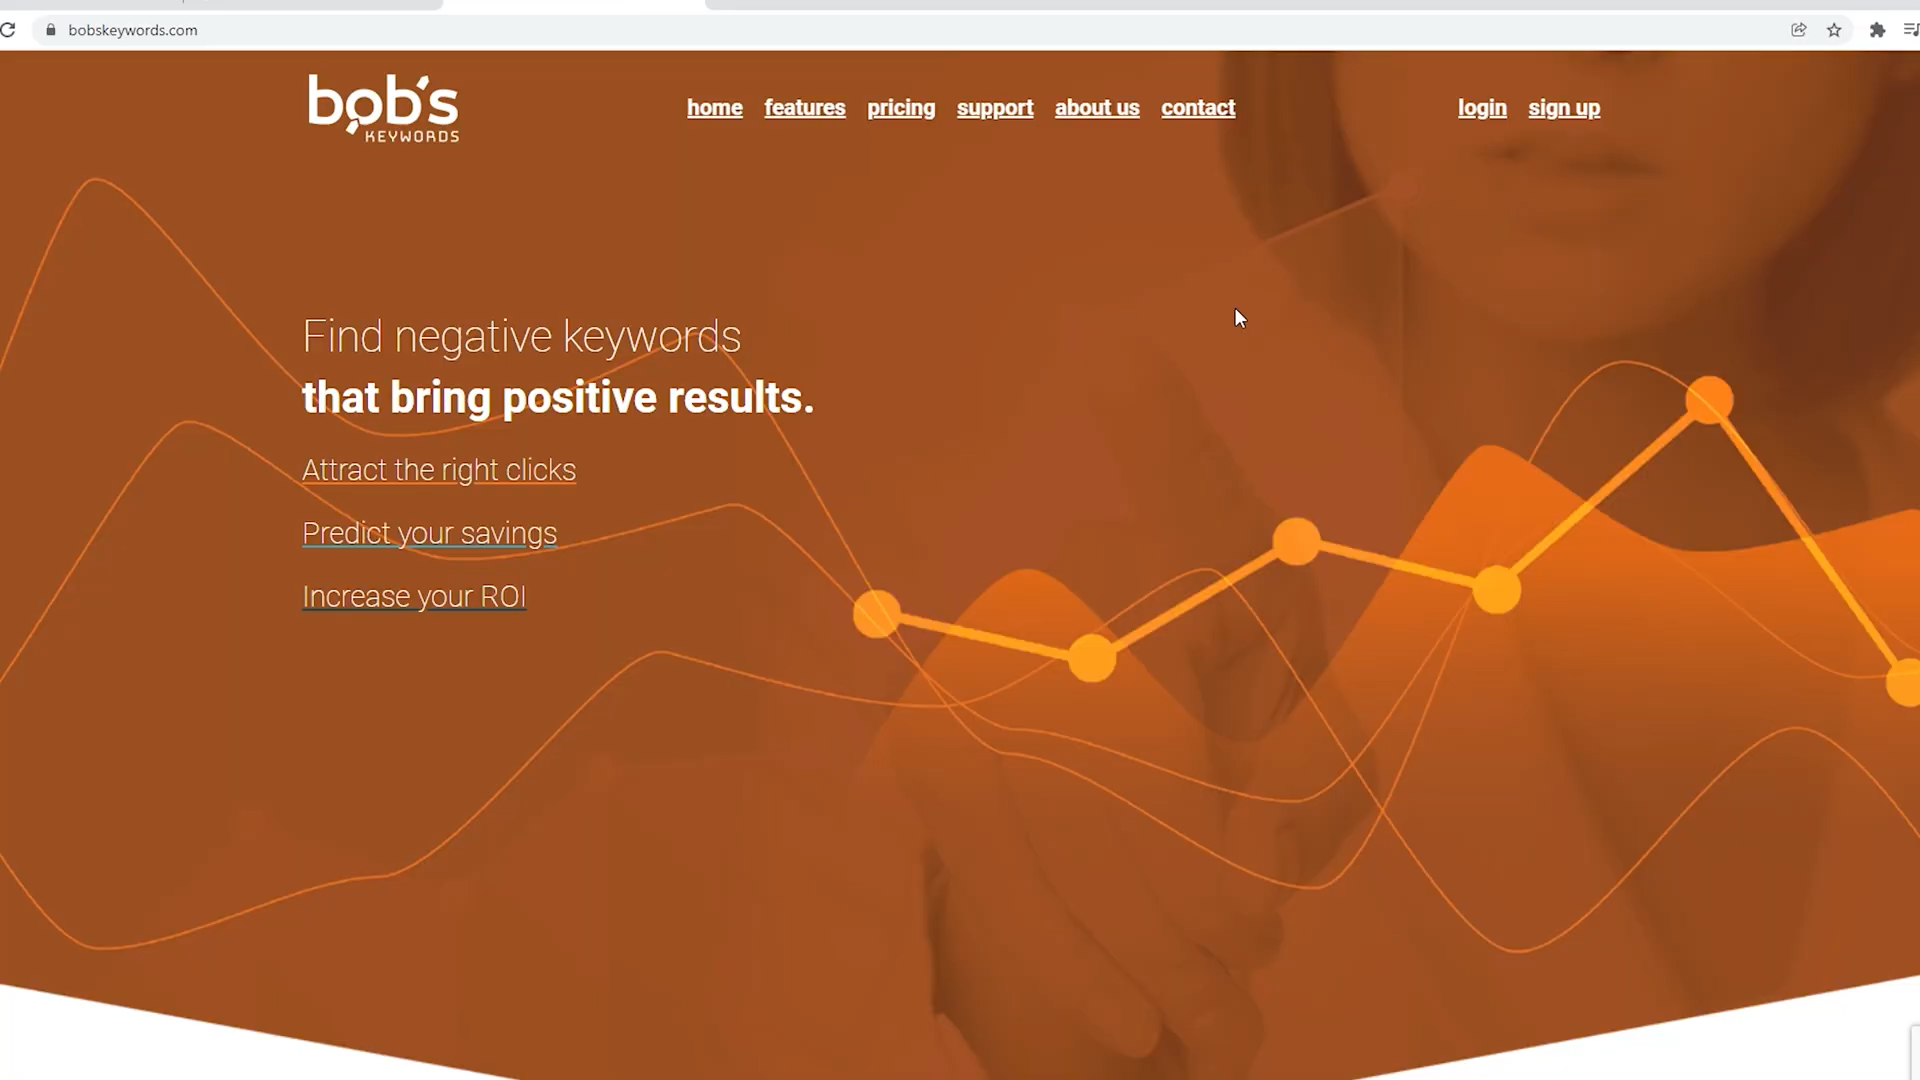 bobskeywords.com
bob's
KEYWORDS
home features pricing support about us contact
login sign up
Find negative keywords
that bring positive results.
Attract the right clicks
Predict your savings
Increase your ROI